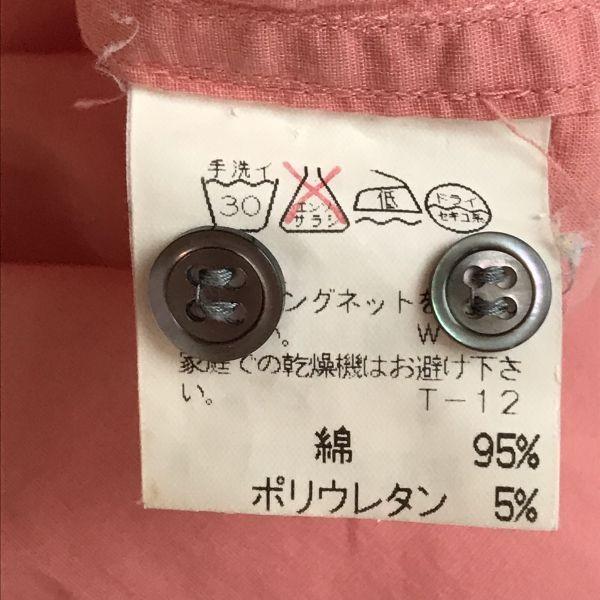 手洗イ
30 エンソ サラシ 低 ドライ セキユ系
ングネットを
い。 W
家庭での乾燥機はお避け下さ
い。 T-12
綿 95%
ポリウレタン 5%